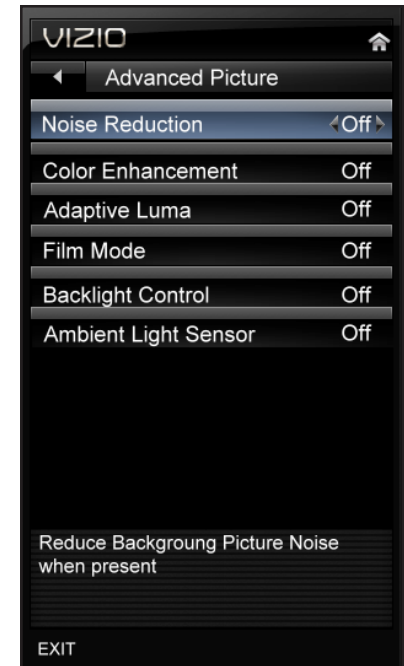 VIZIO
Advanced Picture
Noise Reduction Off
Color Enhancement Off
Adaptive Luma Off
Film Mode Off
Backlight Control Off
Ambient Light Sensor Off
Reduce Backgroung Picture Noise
when present
EXIT